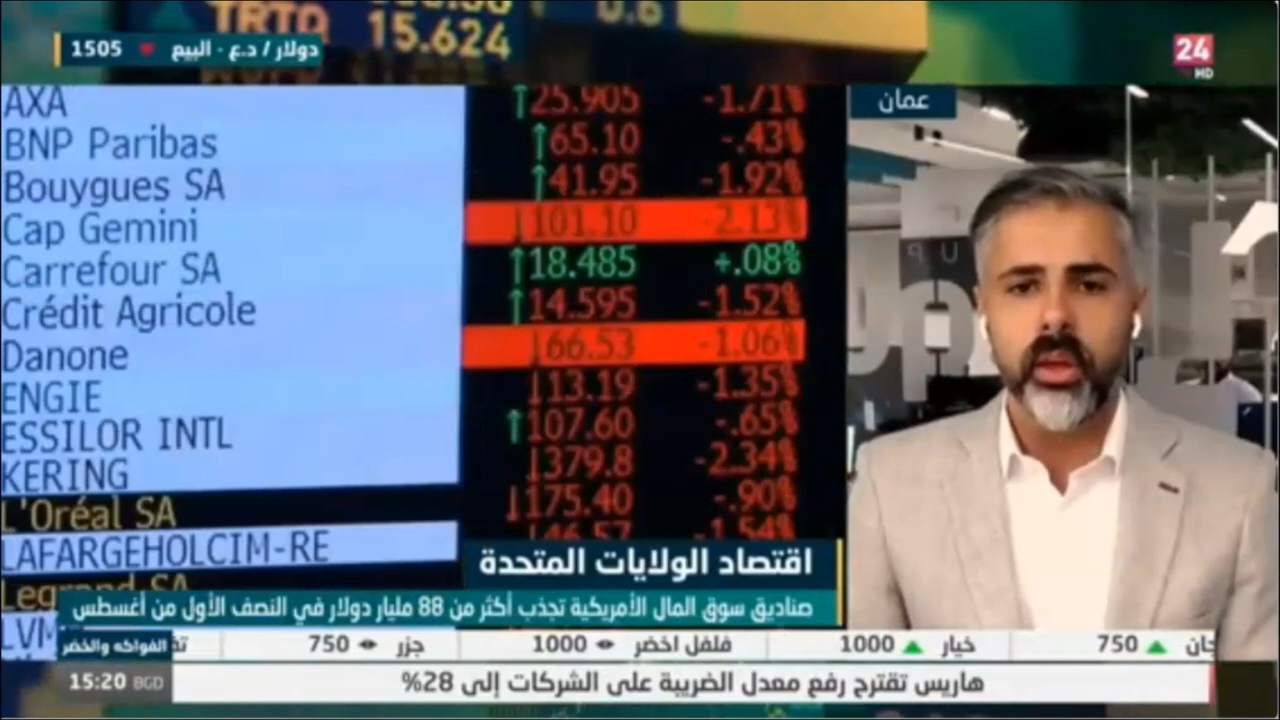 15.624
دولار / د.ع - البيع 1505
24
HD
عمان
AXA 25.905 -1.71%
BNP Paribas 65.10 -.43%
Bouygues SA 41.95 -1.92%
Cap Gemini 101.10 -2.13%
Carrefour SA 18.485 +.08%
Crédit Agricole 14.595 -1.52%
Danone 66.53 -1.06%
ENGIE 13.19 -1.35%
ESSILOR INTL 107.60 -.65%
KERING 379.8 -2.34%
L'Oréal SA 175.40 -.90%
LAFARGEHOLCIM-RE 46.57 -1.54%
Legrand SA
اقتصاد الولايات المتحدة
صناديق سوق المال الأمريكية تجذب أكثر من 88 مليار دولار في النصف الأول من أغسطس
الفواكه والخضر
750 خيار 1000 فلفل اخضر 1000 جزر 750
15:20 BGD
هاريس تقترح رفع معدل الضريبة على الشركات إلى 28%